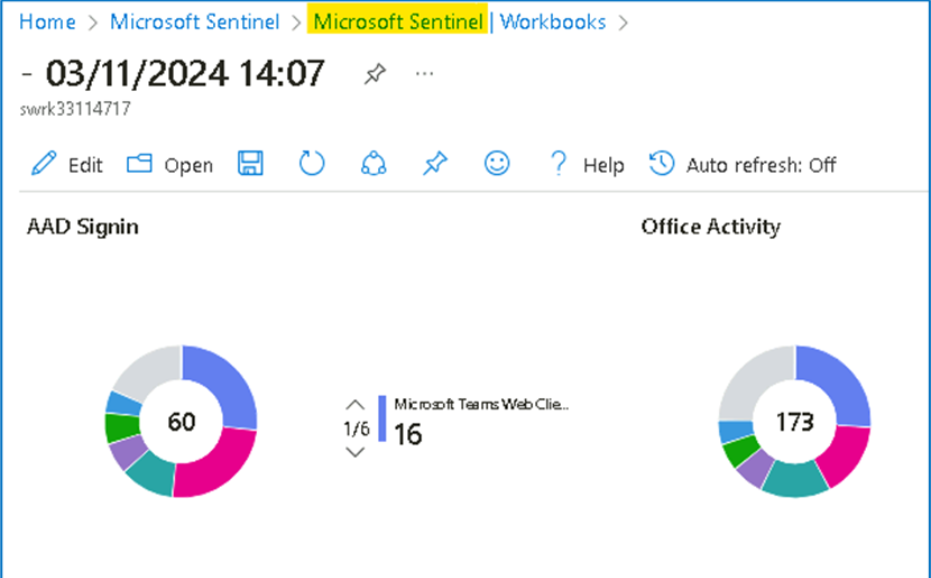 Home > Microsoft Sentinel > Microsoft Sentinel | Workbooks >
- 03/11/2024 14:07 ...
swrk33114717
Edit Open Help Auto refresh: Off
AAD Signin Office Activity
60
1/6
Microsoft Teams Web Clie...
16
173